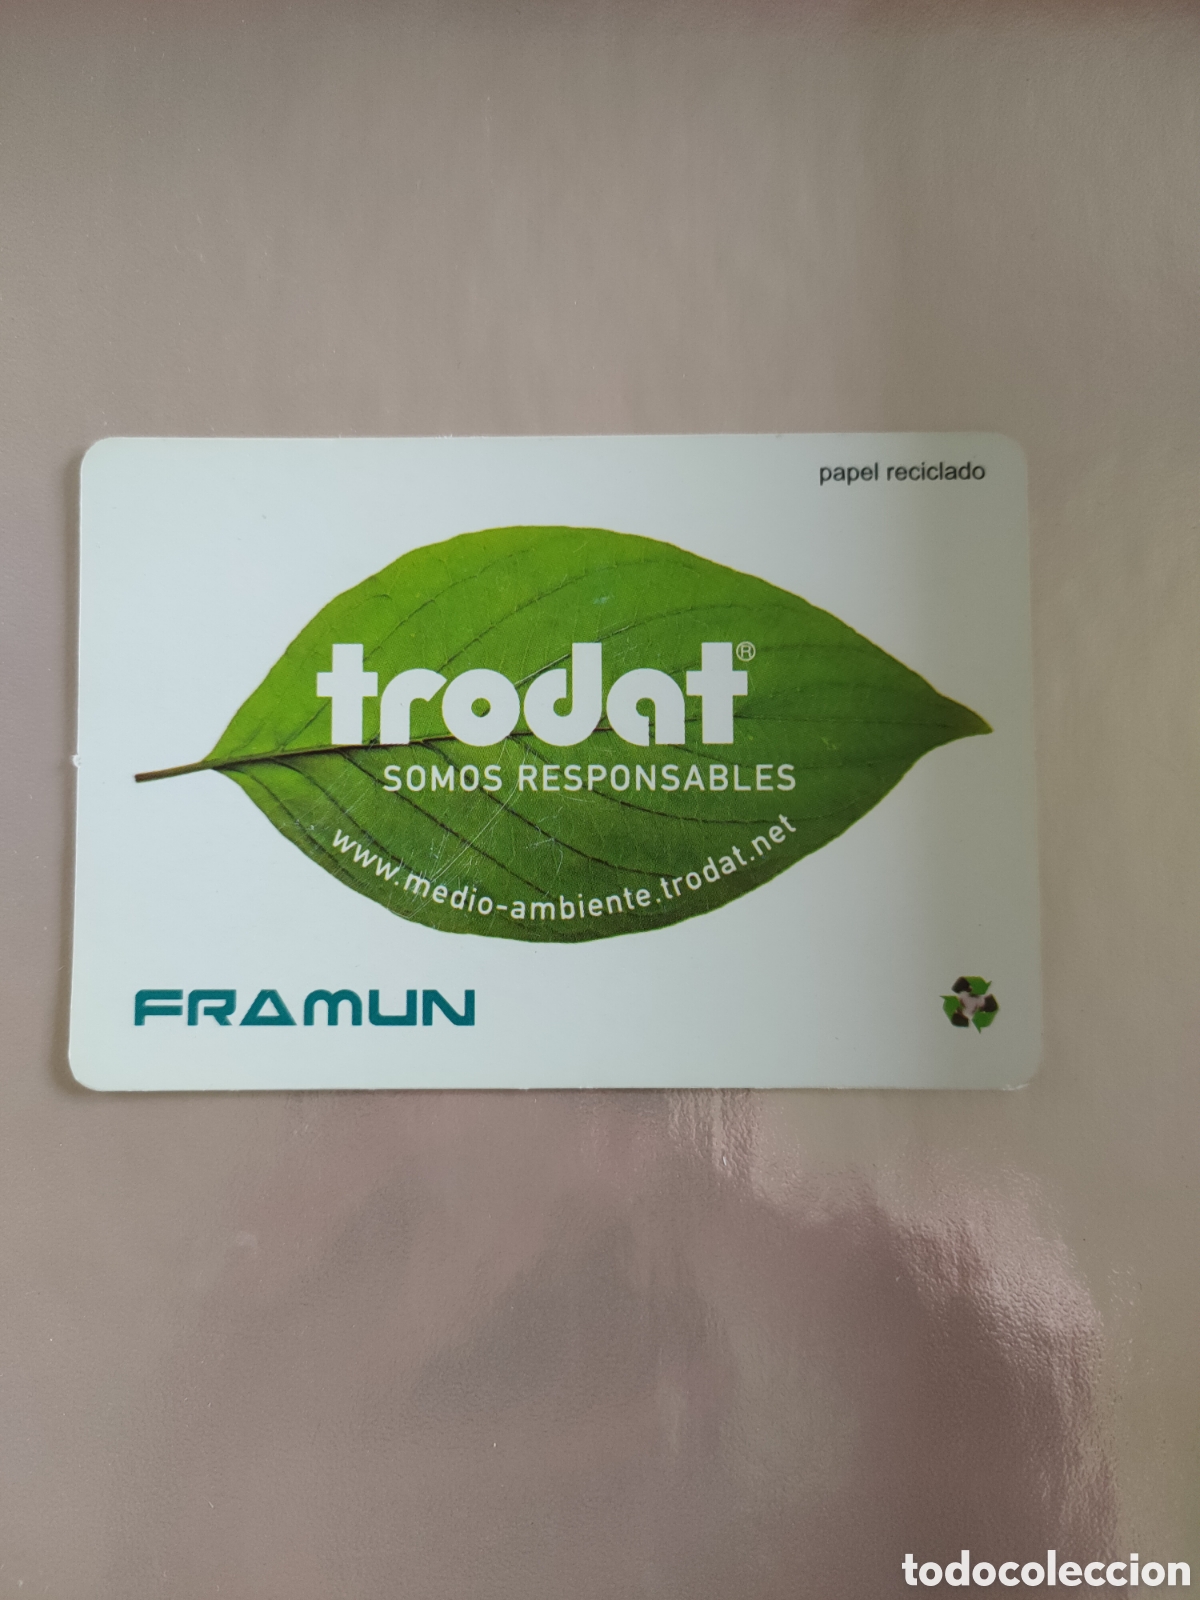 papel reciclado
trodat®
SOMOS RESPONSABLES
www.medio-ambiente.trodat.net
FRAMUN
todocoleccion